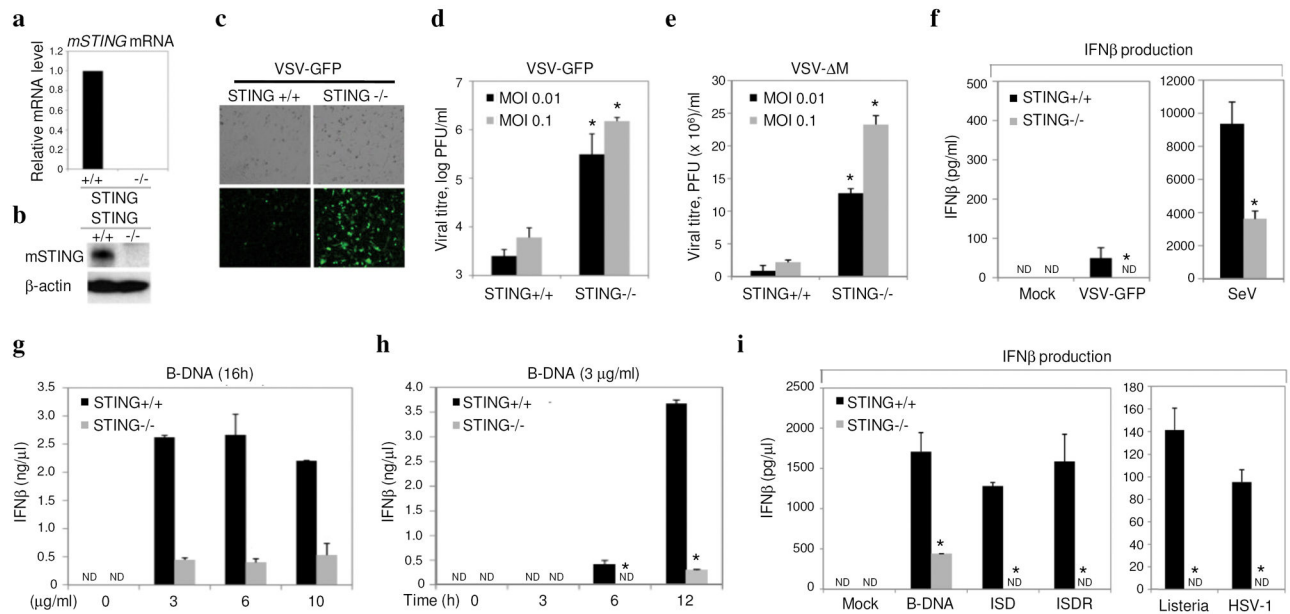 a
mSTING mRNA
Relative mRNA level
1.2
1.0
0.8
0.6
0.4
0.2
0
+/+ -/-
STING
b
STING
+/+ -/-
mSTING
β-actin
c
VSV-GFP
STING +/+ STING -/-
d
VSV-GFP
Viral titre, log PFU/ml
7
6
5
4
3
MOI 0.01
MOI 0.1
* *
STING+/+ STING-/-
e
VSV-ΔM
Viral titre, PFU (x 10⁶)/ml
30
25
20
15
10
5
0
MOI 0.01
MOI 0.1
*
*
STING+/+ STING-/-
f
IFNβ production
IFNβ (pg/ml)
500
400
300
200
100
0
STING+/+
STING-/-
ND ND * ND
Mock VSV-GFP
12000
10000
8000
6000
4000
2000
0
*
SeV
g
B-DNA (16h)
IFNβ (ng/μl)
3.5
3.0
2.5
2.0
1.5
1.0
0.5
0
STING+/+
STING-/-
ND ND
(μg/ml) 0 3 6 10
h
B-DNA (3 μg/ml)
IFNβ (ng/μl)
4.0
3.5
3.0
2.5
2.0
1.5
1.0
0.5
0.0
STING+/+
STING-/-
ND ND ND ND * ND *
Time (h) 0 3 6 12
i
IFNβ production
IFNβ (pg/μl)
2500
2000
1500
1000
500
0
STING+/+
STING-/-
ND ND * * ND * ND
Mock B-DNA ISD ISDR
180
160
140
120
100
80
60
40
20
0
* ND * ND
Listeria HSV-1